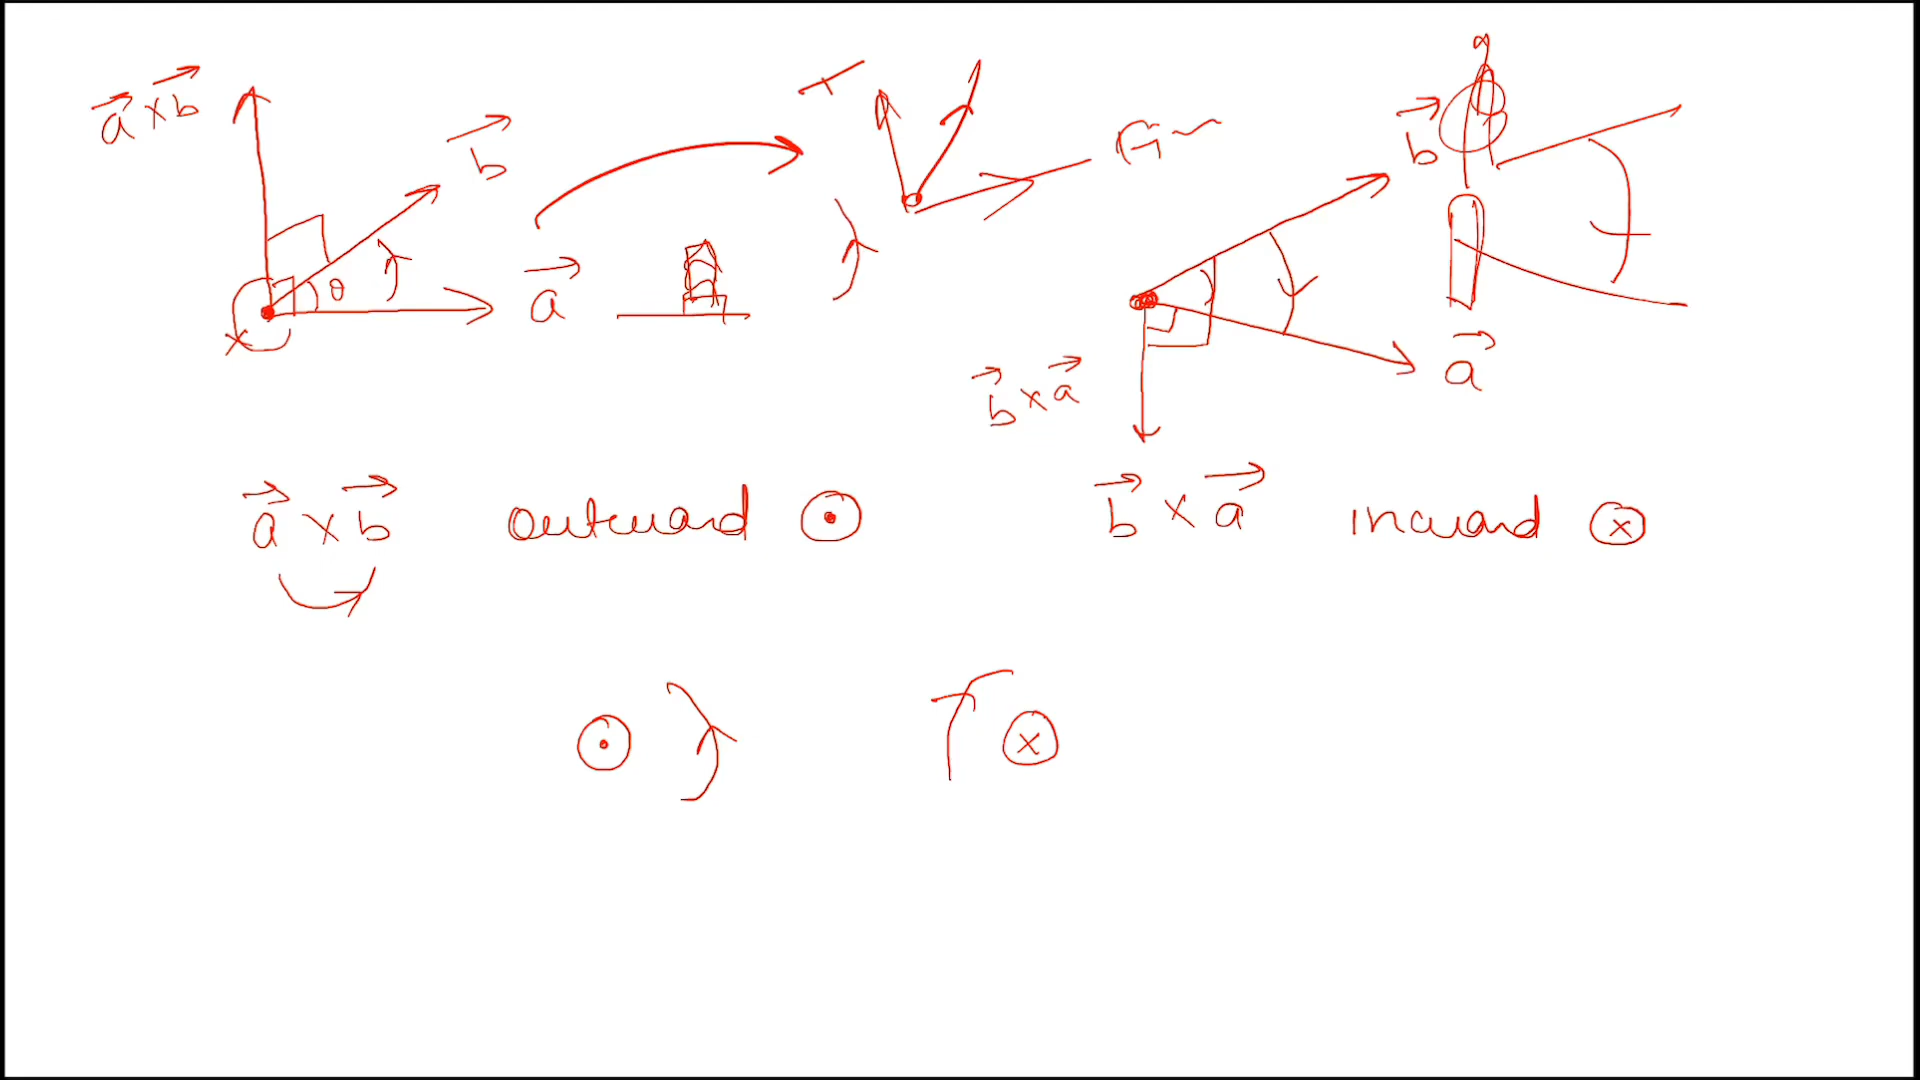 a⃗ × b⃗
b⃗
θ
a⃗
x
b⃗
a⃗
b⃗ × a⃗
a⃗ × b⃗ outward ⊙
b⃗ × a⃗ inward ⊗
⊙ ⊗